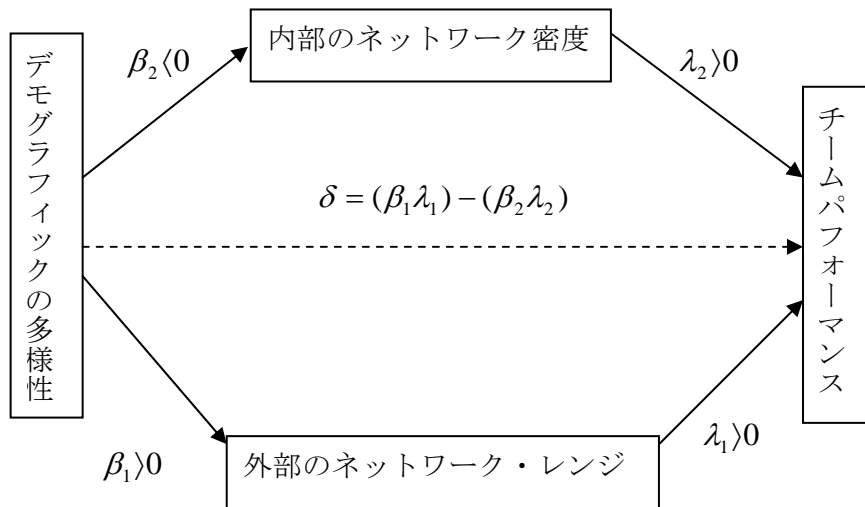 内部のネットワーク密度
β₂⟨0
λ₂⟩0
デモグラフィックの多様性
チームパフォーマンス
δ = (β₁λ₁) − (β₂λ₂)
β₁⟩0
外部のネットワーク・レンジ
λ₁⟩0